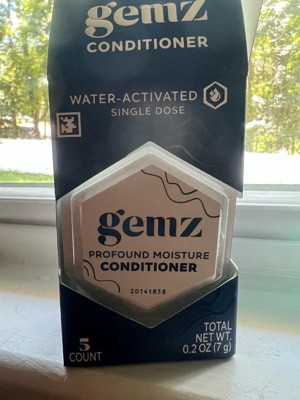 gemz
CONDITIONER
WATER-ACTIVATED
SINGLE DOSE
gemz
PROFOUND MOISTURE
CONDITIONER
20141858
5
COUNT
TOTAL
NET WT.
0.2 OZ (7 g)